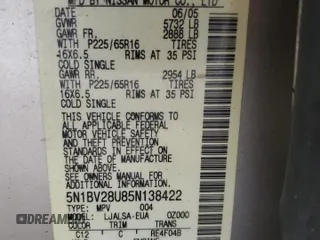 MFD BY NISSAN MOTOR CO., LTD.
DATE 06/05
GVWR 5732 LB
GAWR FR. 2888 LB
WITH P225/65R16 TIRES
16X6.5 RIMS AT 35 PSI
COLD SINGLE
GAWR RR. 2954 LB
WITH P225/65R16 TIRES
16X6.5 RIMS AT 35 PSI
COLD SINGLE
THIS VEHICLE CONFORMS TO
ALL APPLICABLE FEDERAL
MOTOR VEHICLE SAFETY AND
THEFT PREVENTION
STANDARDS IN EFFECT ON
THE DATE OF MANUFACTURE
SHOWN ABOVE.
SEE OWNERS MANUAL FOR
ADDITIONAL INFORMATION.
5N1BV28U85N138422
TYPE: MPV 004
MODEL: LJALSA-EUA 0Z000
COLOR TRIM TRANS
C12 C RE4F04B
autobidcar